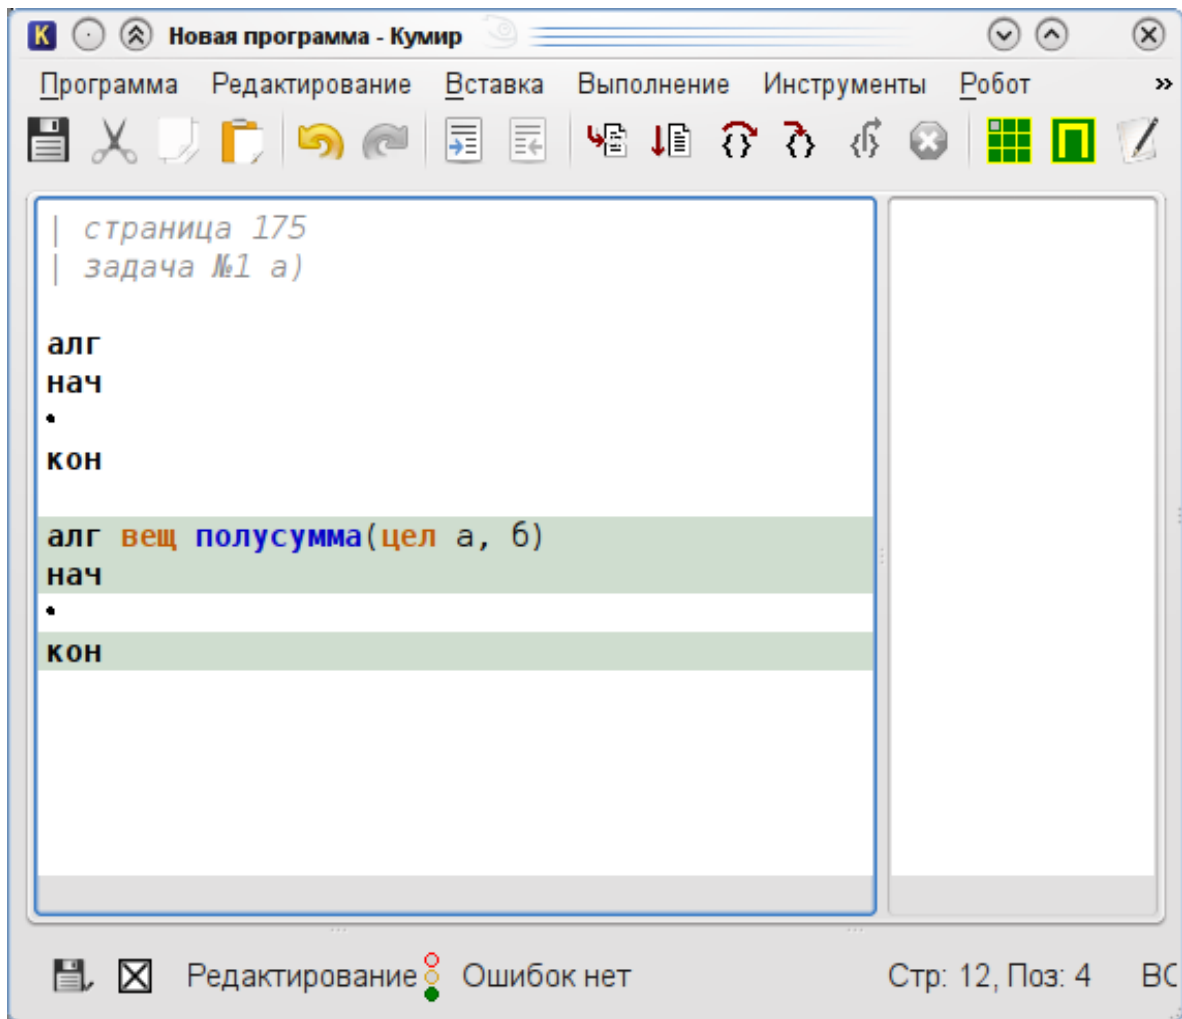 Новая программа - Кумир
Программа Редактирование Вставка Выполнение Инструменты Робот »
| страница 175
| задача №1 а)
алг
нач
•
кон
алг вещ полусумма(цел а, б)
нач
•
кон
Редактирование Ошибок нет Стр: 12, Поз: 4 ВС